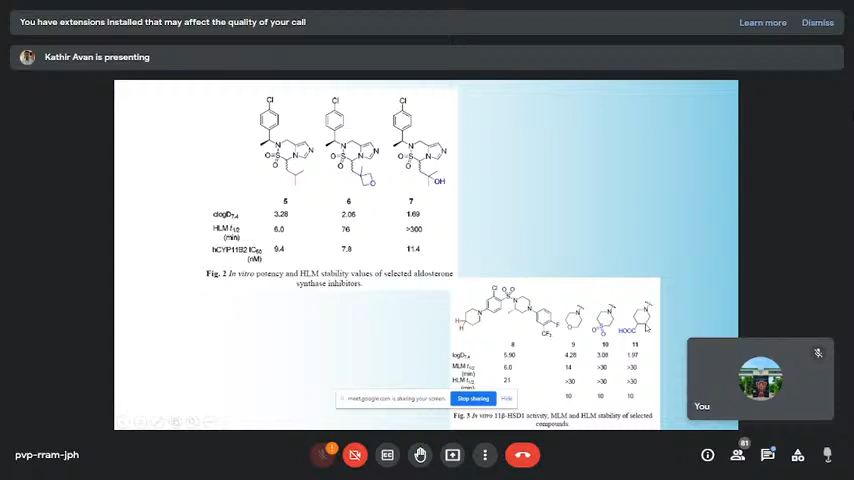 You have extensions installed that may affect the quality of your call
Learn more
Dismiss
Kathir Avan is presenting
Cl
Cl
Cl
OH
5
6
7
clogD7.4
3.28
2.06
1.69
HLM t1/2
(min)
6.0
76
>300
hCYP11B2 IC50
(nM)
9.4
7.8
11.4
Fig. 2 In vitro potency and HLM stability values of selected aldosterone
synthase inhibitors.
CF3
HOOC
8
9
10
11
logD7.4
5.90
4.28
3.08
1.97
MLM t1/2
(min)
6.0
14
>30
>30
HLM t1/2
21
>30
>30
>30
10
10
10
meet.google.com is sharing your screen.
Stop sharing
Hide
Fig. 3 In vitro 11β-HSD1 activity, MLM and HLM stability of selected
compounds.
You
pvp-rram-jph
81